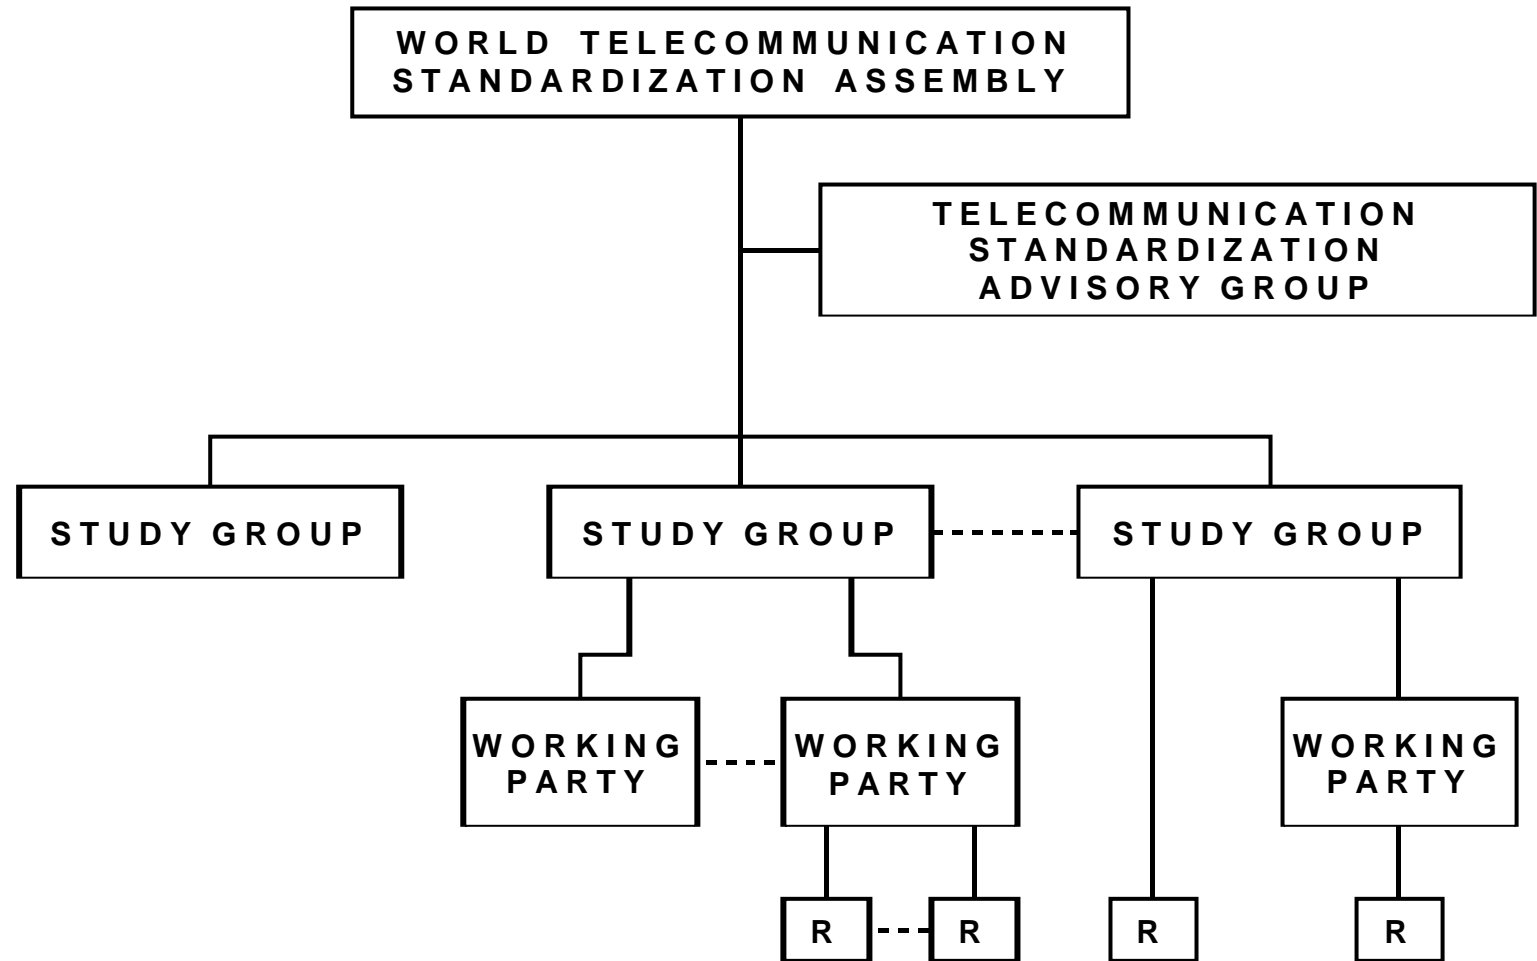 WORLD TELECOMMUNICATION
STANDARDIZATION ASSEMBLY
TELECOMMUNICATION
STANDARDIZATION
ADVISORY GROUP
STUDY GROUP
STUDY GROUP
STUDY GROUP
WORKING
PARTY
WORKING
PARTY
WORKING
PARTY
R
R
R
R